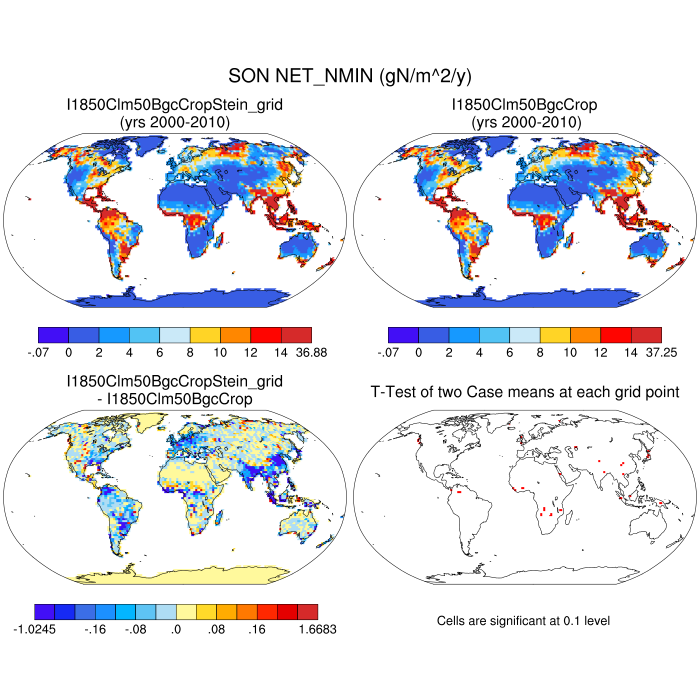 SON NET_NMIN (gN/m^2/y)
I1850Clm50BgcCropStein_grid
(yrs 2000-2010)
I1850Clm50BgcCrop
(yrs 2000-2010)
-.07 0 2 4 6 8 10 12 14 36.88
-.07 0 2 4 6 8 10 12 14 37.25
I1850Clm50BgcCropStein_grid
- I1850Clm50BgcCrop
T-Test of two Case means at each grid point
-1.0245 -.16 -.08 .0 .08 .16 1.6683
Cells are significant at 0.1 level